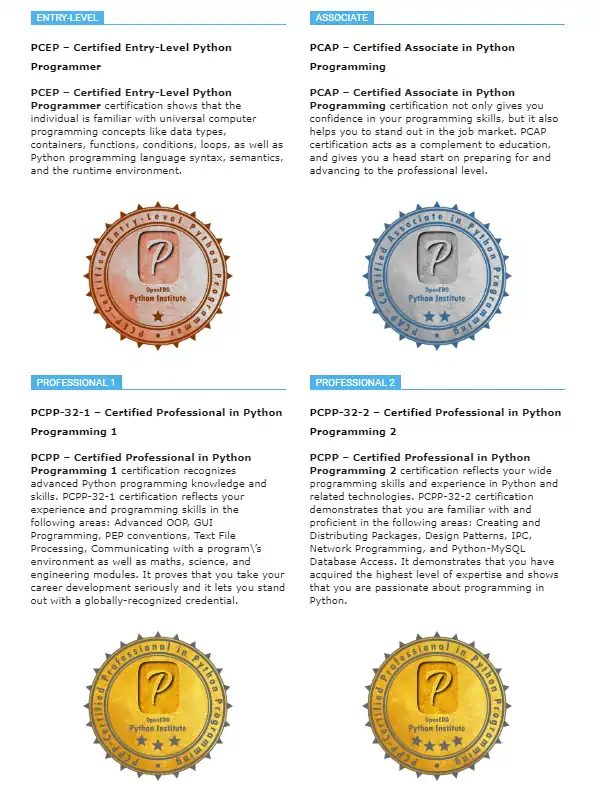 ENTRY-LEVEL
PCEP – Certified Entry-Level Python
Programmer
PCEP – Certified Entry-Level Python
Programmer certification shows that the
individual is familiar with universal computer
programming concepts like data types,
containers, functions, conditions, loops, as well as
Python programming language syntax, semantics,
and the runtime environment.
PCEP-Certified Entry-Level Python Programmer
P
OpenEDG
Python Institute
ASSOCIATE
PCAP – Certified Associate in Python
Programming
PCAP – Certified Associate in Python
Programming certification not only gives you
confidence in your programming skills, but it also
helps you to stand out in the job market. PCAP
certification acts as a complement to education,
and gives you a head start on preparing for and
advancing to the professional level.
PCAP-Certified Associate in Python Programming
P
OpenEDG
Python Institute
PROFESSIONAL 1
PCPP-32-1 – Certified Professional in Python
Programming 1
PCPP – Certified Professional in Python
Programming 1 certification recognizes
advanced Python programming knowledge and
skills. PCPP-32-1 certification reflects your
experience and programming skills in the
following areas: Advanced OOP, GUI
Programming, PEP conventions, Text File
Processing, Communicating with a program\’s
environment as well as maths, science, and
engineering modules. It proves that you take your
career development seriously and it lets you stand
out with a globally-recognized credential.
PCPP-Certified Professional in Python Programming
P
OpenEDG
Python Institute
PROFESSIONAL 2
PCPP-32-2 – Certified Professional in Python
Programming 2
PCPP – Certified Professional in Python
Programming 2 certification reflects your wide
programming skills and experience in Python and
related technologies. PCPP-32-2 certification
demonstrates that you are familiar with and
proficient in the following areas: Creating and
Distributing Packages, Design Patterns, IPC,
Network Programming, and Python-MySQL
Database Access. It demonstrates that you have
acquired the highest level of expertise and shows
that you are passionate about programming in
Python.
PCPP-Certified Professional in Python Programming
P
OpenEDG
Python Institute